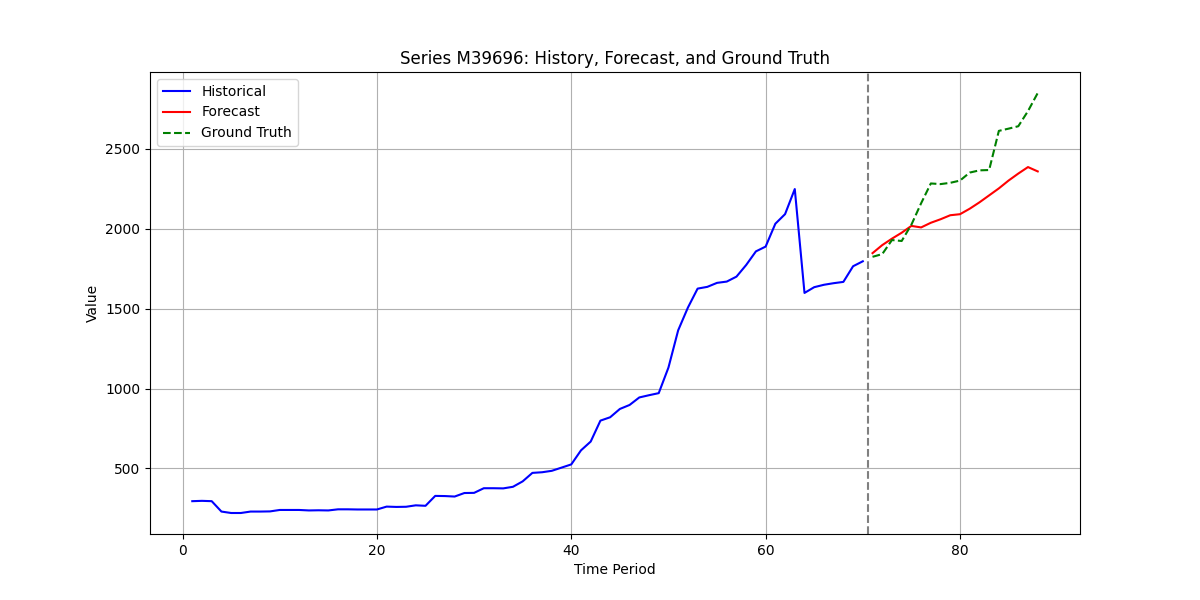 Series M39696: History, Forecast, and Ground Truth
Historical
Forecast
Ground Truth
2500
2000
1500
1000
500
Value
0 20 40 60 80
Time Period